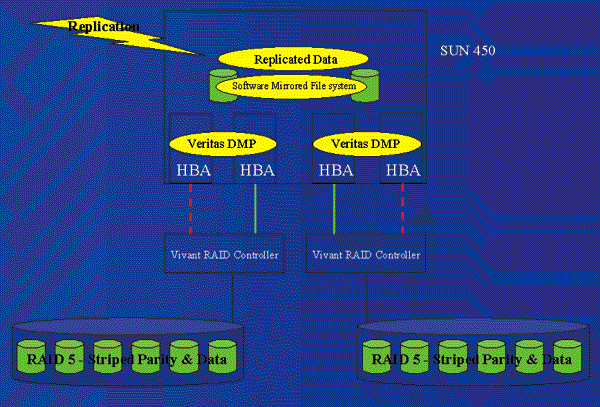 Replication
SUN 450
Replicated Data
Software Mirrored File system
Veritas DMP
Veritas DMP
HBA
HBA
HBA
HBA
Vivant RAID Controller
Vivant RAID Controller
RAID 5 - Striped Parity & Data
RAID 5 - Striped Parity & Data